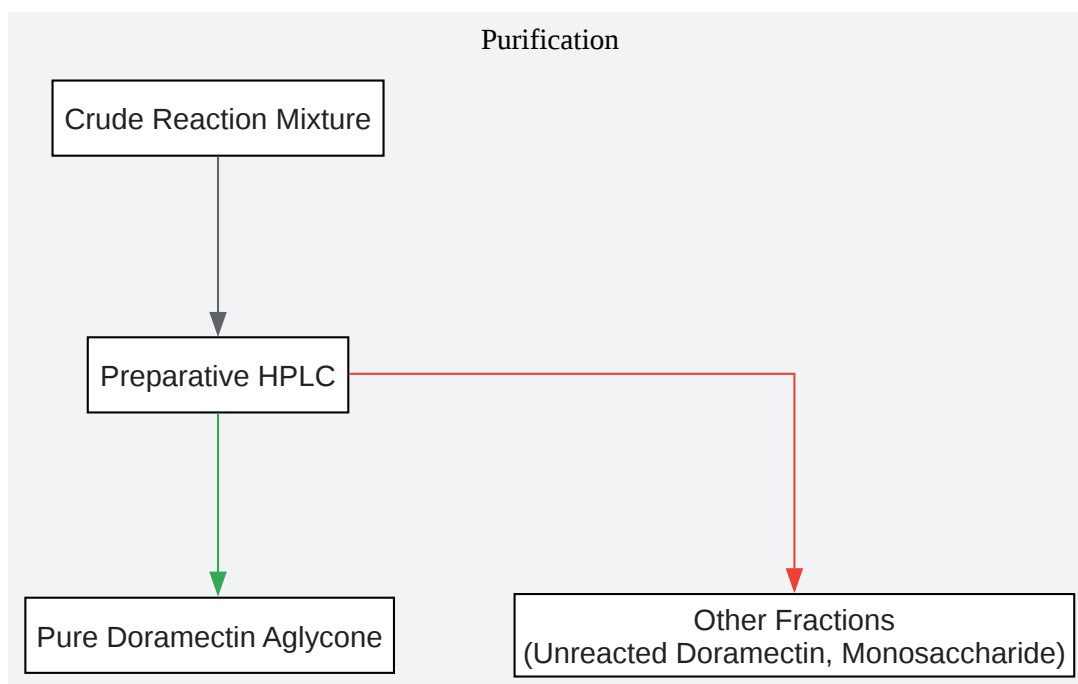 Purification
Crude Reaction Mixture
Preparative HPLC
Pure Doramectin Aglycone
Other Fractions
(Unreacted Doramectin, Monosaccharide)